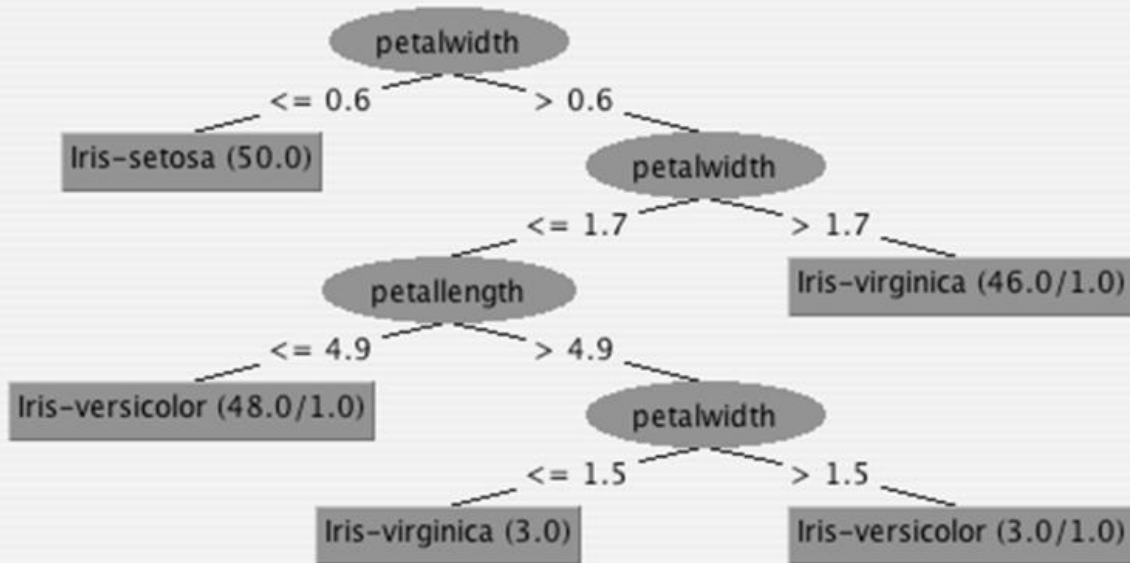 petalwidth
<= 0.6
> 0.6
Iris-setosa (50.0)
petalwidth
<= 1.7
> 1.7
petallength
Iris-virginica (46.0/1.0)
<= 4.9
> 4.9
Iris-versicolor (48.0/1.0)
petalwidth
<= 1.5
> 1.5
Iris-virginica (3.0)
Iris-versicolor (3.0/1.0)